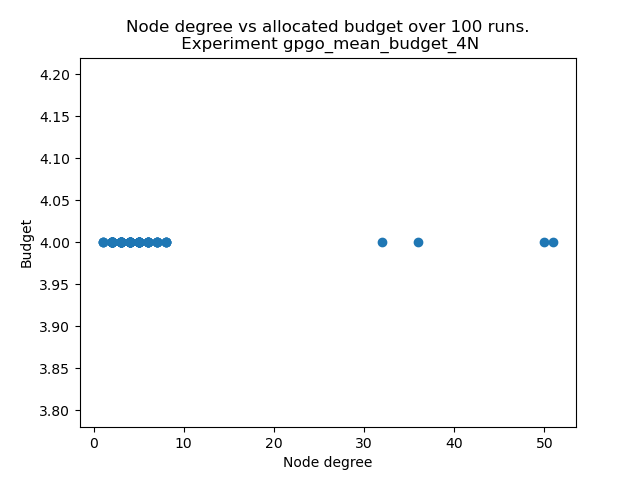 Node degree vs allocated budget over 100 runs.
Experiment gpgo_mean_budget_4N
4.20
4.15
4.10
4.05
4.00
3.95
3.90
3.85
3.80
Budget
0 10 20 30 40 50
Node degree